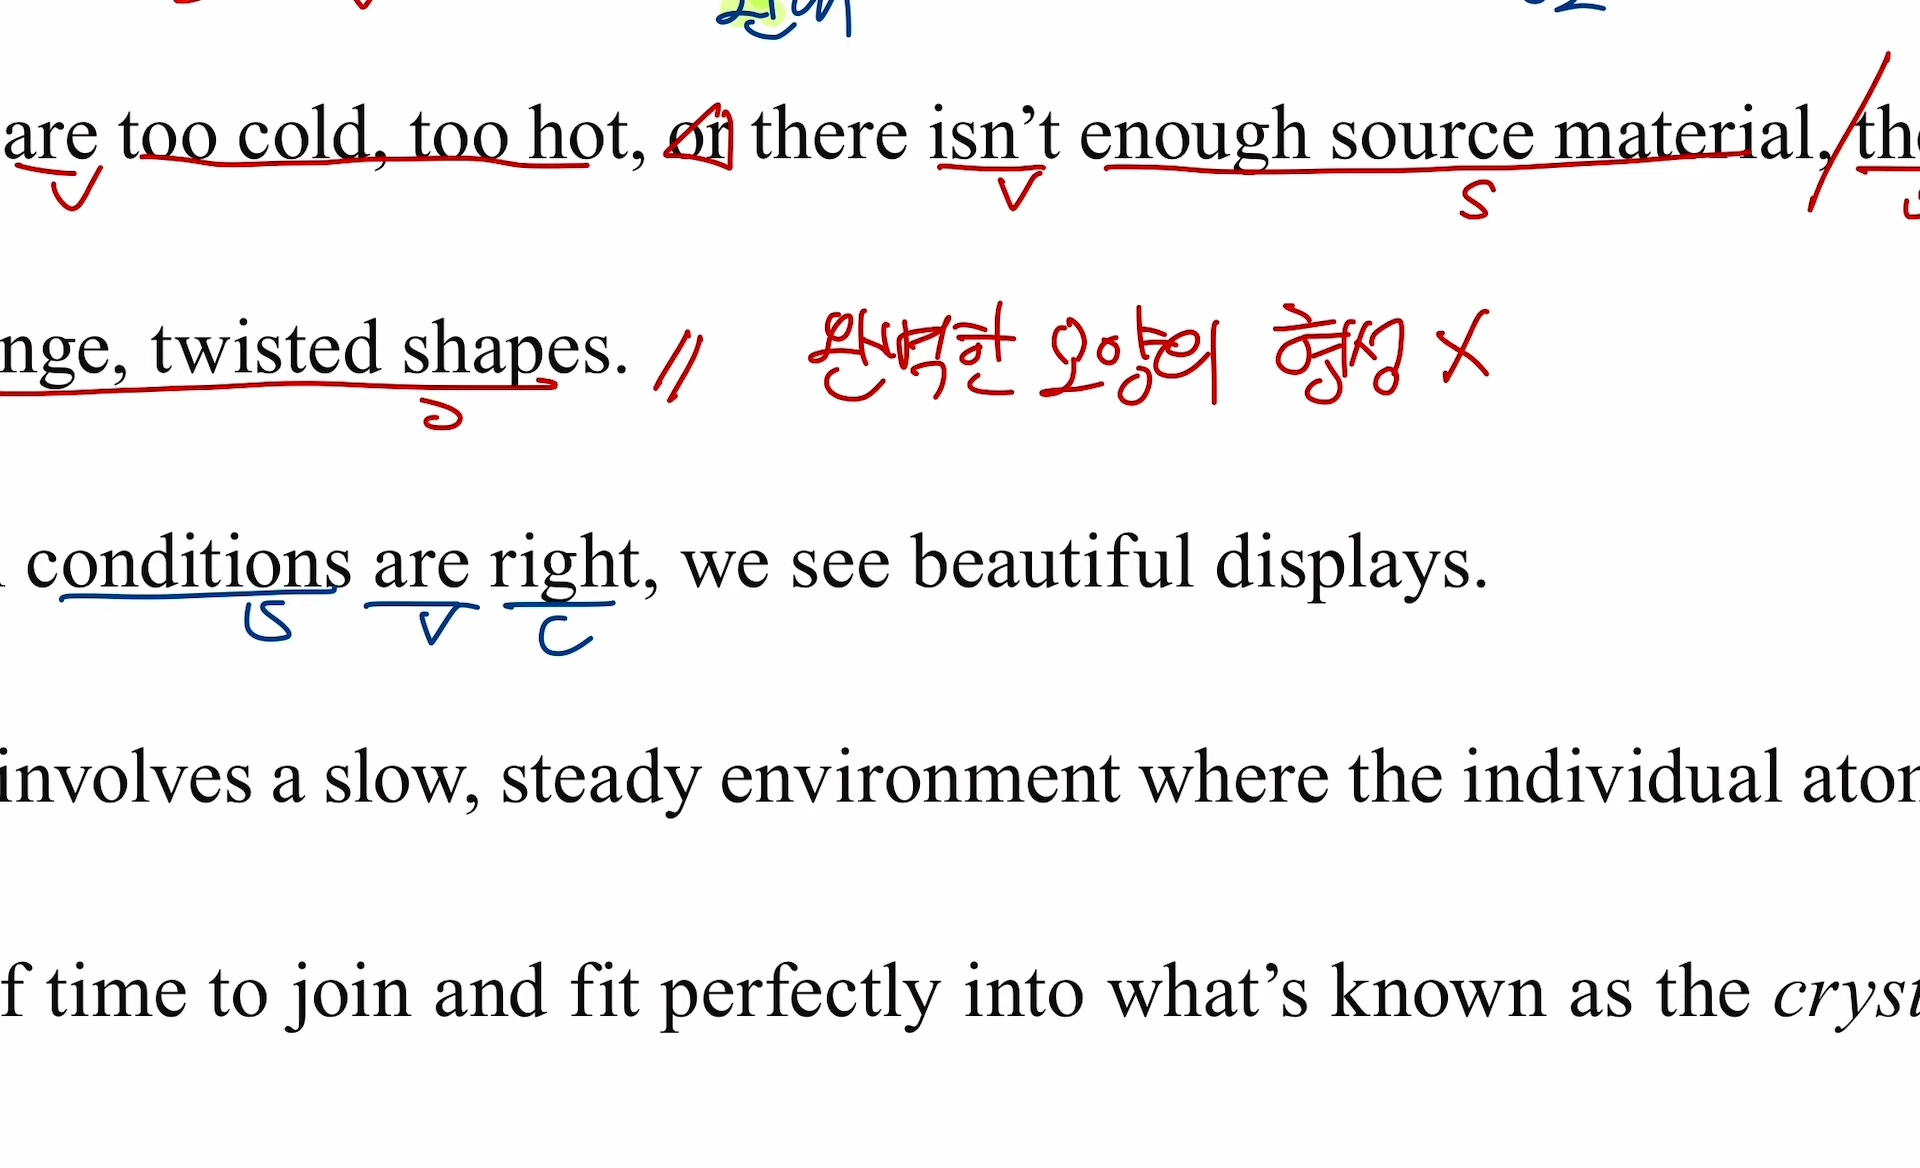 are too cold, too hot, or there isn’t enough source material, the
V V S
nge, twisted shapes. // 완벽한 모양의 형성 X
O
conditions are right, we see beautiful displays.
S V C
involves a slow, steady environment where the individual atom
f time to join and fit perfectly into what’s known as the cryst